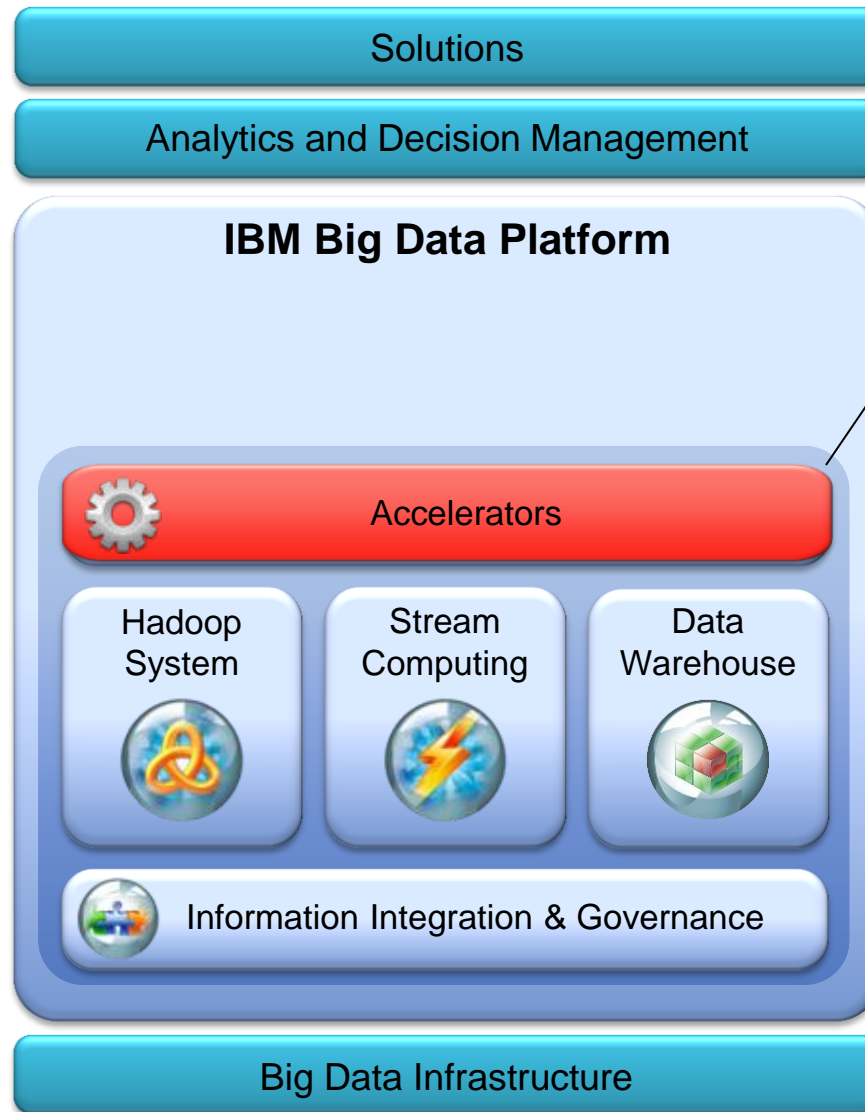 Solutions
Analytics and Decision Management
IBM Big Data Platform
Accelerators
Hadoop
System
Stream
Computing
Data
Warehouse
Information Integration & Governance
Big Data Infrastructure